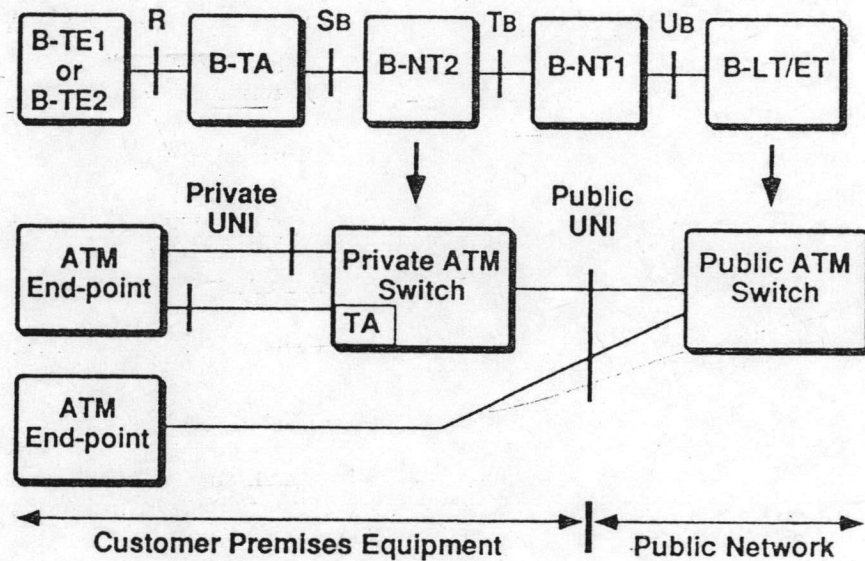 R
SB
TB
UB
B-TE1
or
B-TE2
B-TA
B-NT2
B-NT1
B-LT/ET
Private
UNI
Public
UNI
ATM
End-point
Private ATM
Switch
TA
Public ATM
Switch
ATM
End-point
Customer Premises Equipment
Public Network